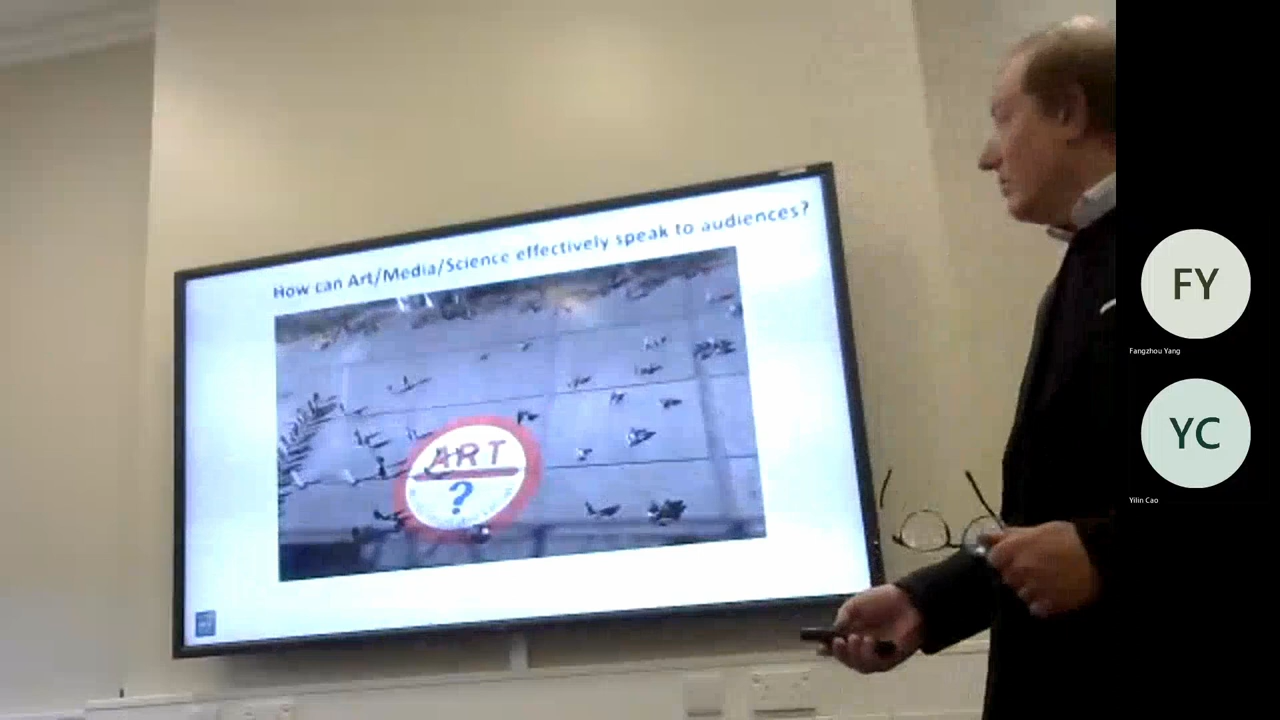 How can Art/Media/Science effectively speak to audiences?
ART
?
FY
Fangzhou Yang
YC
Yilin Cao